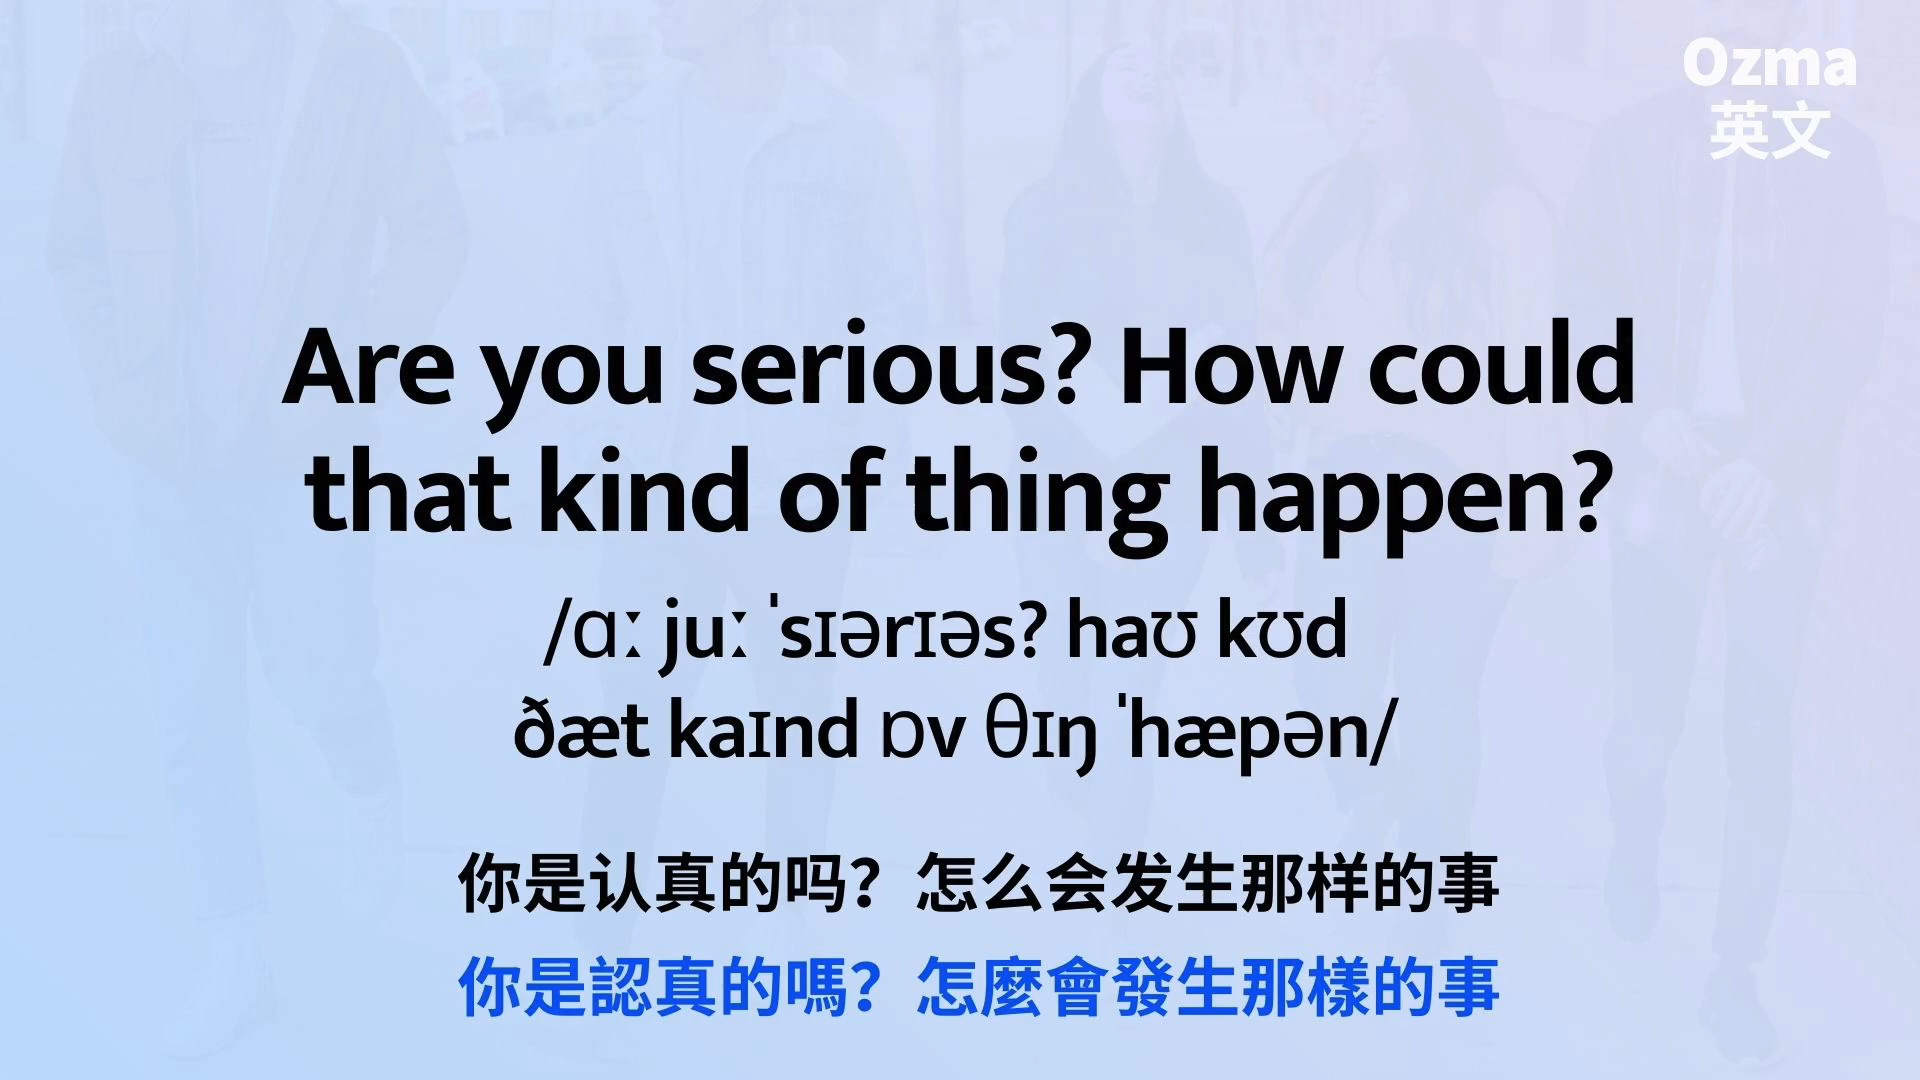 Ozma
英文
Are you serious? How could
that kind of thing happen?
/ɑː juː ˈsɪərɪəs? haʊ kʊd
ðæt kaɪnd ɒv θɪŋ ˈhæpən/
你是认真的吗？怎么会发生那样的事
你是認真的嗎？怎麼會發生那樣的事